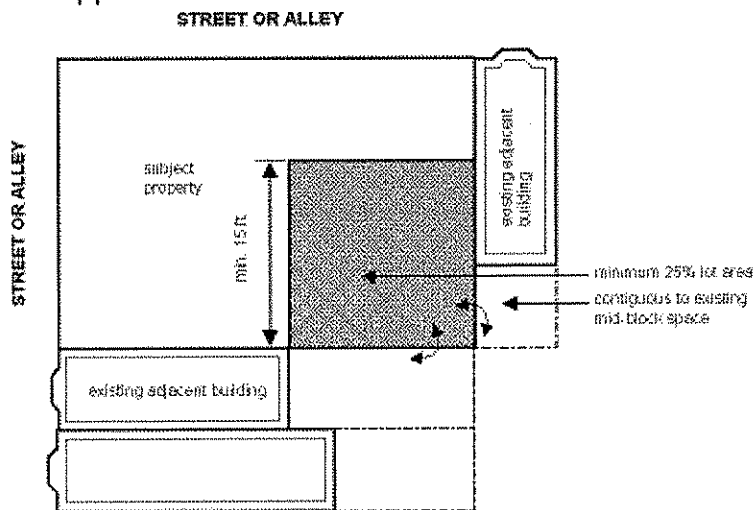 STREET OR ALLEY
STREET OR ALLEY
subject
property
min. 15 ft.
existing adjacent
building
minimum 25% lot area
contiguous to existing
mid-block space
existing adjacent building